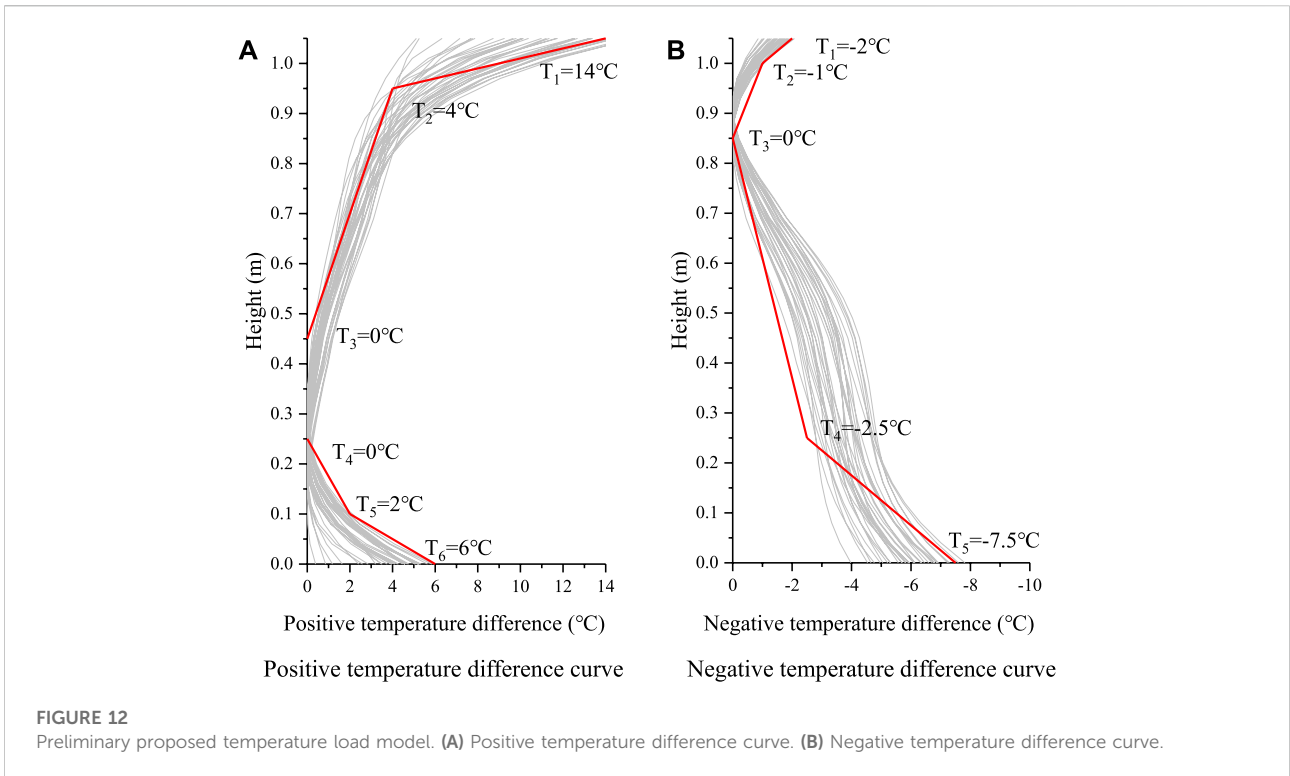 A
Height (m)
1.0
0.9
0.8
0.7
0.6
0.5
0.4
0.3
0.2
0.1
0.0
T1=14℃
T2=4℃
T3=0℃
T4=0℃
T5=2℃
T6=6℃
0 2 4 6 8 10 12 14
Positive temperature difference (℃)
Positive temperature difference curve
B
Height (m)
1.0
0.9
0.8
0.7
0.6
0.5
0.4
0.3
0.2
0.1
0.0
T1=-2℃
T2=-1℃
T3=0℃
T4=-2.5℃
T5=-7.5℃
0 -2 -4 -6 -8 -10
Negative temperature difference (℃)
Negative temperature difference curve
FIGURE 12
Preliminary proposed temperature load model. (A) Positive temperature difference curve. (B) Negative temperature difference curve.